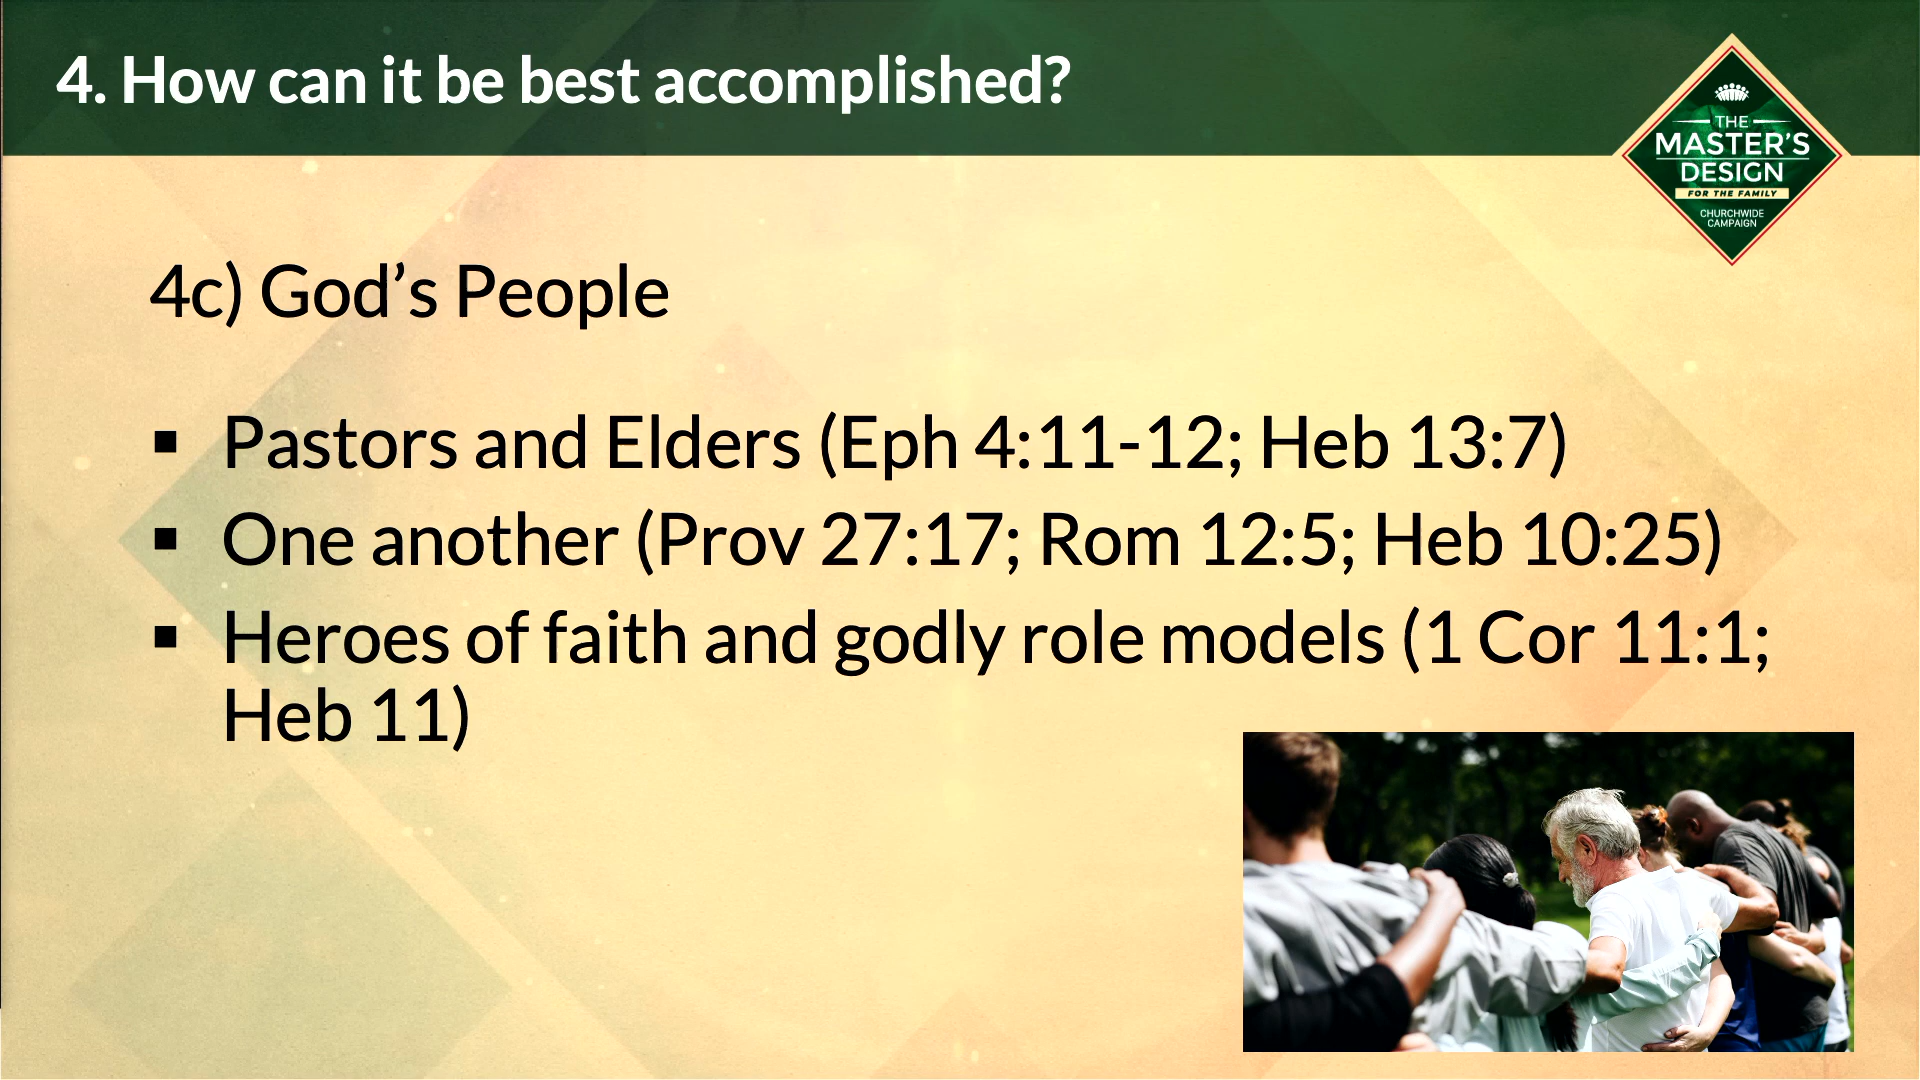 4. How can it be best accomplished?
THE
MASTER'S
DESIGN
FOR THE FAMILY
CHURCHWIDE
CAMPAIGN
4c) God’s People
▪ Pastors and Elders (Eph 4:11-12; Heb 13:7)
▪ One another (Prov 27:17; Rom 12:5; Heb 10:25)
▪ Heroes of faith and godly role models (1 Cor 11:1;
Heb 11)